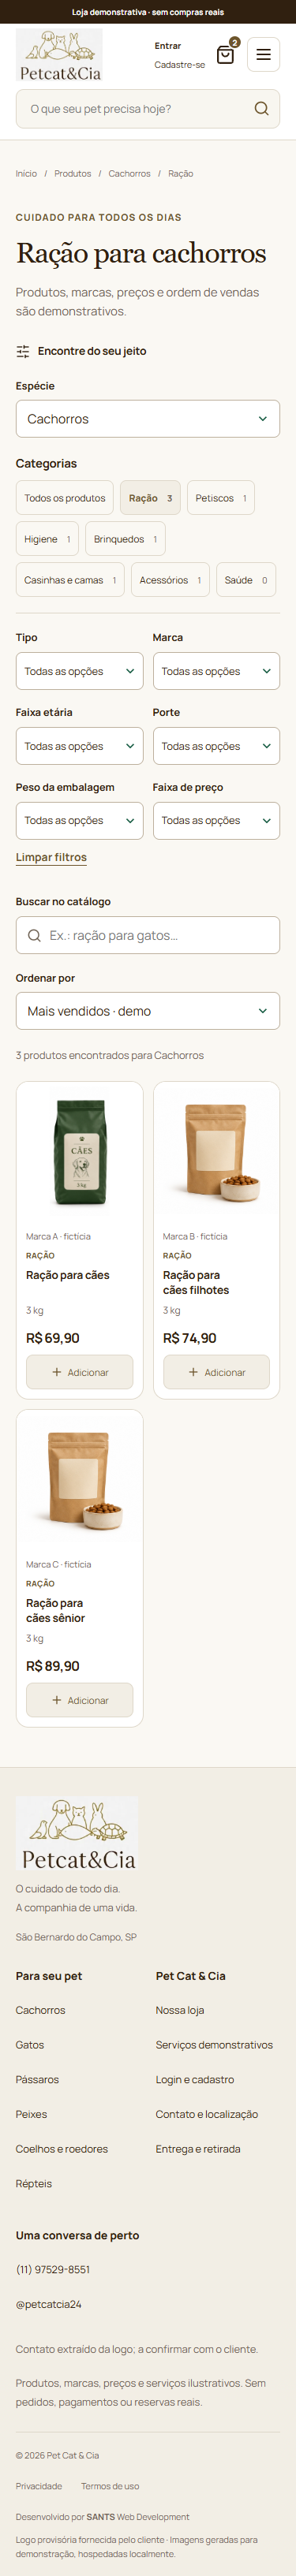 Loja demonstrativa · sem compras reais
Petcat&Cia
Entrar
Cadastre-se
2
O que seu pet precisa hoje?
Início / Produtos / Cachorros / Ração
CUIDADO PARA TODOS OS DIAS
Ração para cachorros
Produtos, marcas, preços e ordem de vendas
são demonstrativos.
Encontre do seu jeito
Espécie
Cachorros
Categorias
Todos os produtos Ração 3 Petiscos 1
Higiene 1 Brinquedos 1
Casinhas e camas 1 Acessórios 1 Saúde 0
Tipo Marca
Todas as opções Todas as opções
Faixa etária Porte
Todas as opções Todas as opções
Peso da embalagem Faixa de preço
Todas as opções Todas as opções
Limpar filtros
Buscar no catálogo
Ex.: ração para gatos...
Ordenar por
Mais vendidos · demo
3 produtos encontrados para Cachorros
CÃES
3 kg
Marca A · fictícia
RAÇÃO
Ração para cães
3 kg
R$ 69,90
+ Adicionar
Marca B · fictícia
RAÇÃO
Ração para
cães filhotes
3 kg
R$ 74,90
+ Adicionar
Marca C · fictícia
RAÇÃO
Ração para
cães sênior
3 kg
R$ 89,90
+ Adicionar
Petcat&Cia
O cuidado de todo dia.
A companhia de uma vida.
São Bernardo do Campo, SP
Para seu pet
Cachorros
Gatos
Pássaros
Peixes
Coelhos e roedores
Répteis
Pet Cat & Cia
Nossa loja
Serviços demonstrativos
Login e cadastro
Contato e localização
Entrega e retirada
Uma conversa de perto
(11) 97529-8551
@petcatcia24
Contato extraído da logo; a confirmar com o cliente.
Produtos, marcas, preços e serviços ilustrativos. Sem
pedidos, pagamentos ou reservas reais.
© 2026 Pet Cat & Cia
Privacidade Termos de uso
Desenvolvido por SANTS Web Development
Logo provisória fornecida pelo cliente · Imagens geradas para
demonstração, hospedadas localmente.